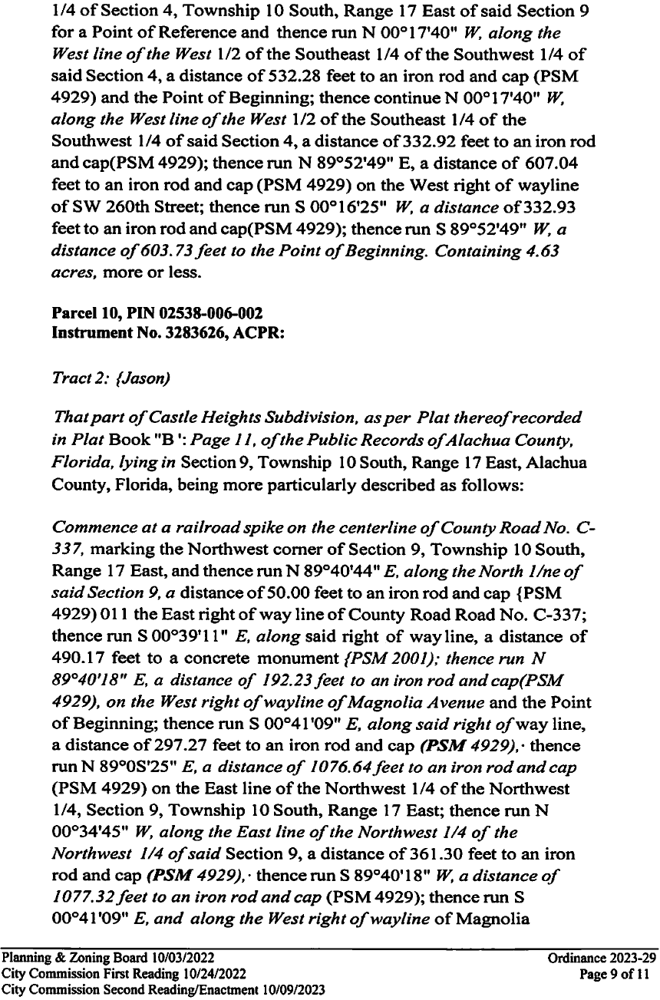 1/4 of Section 4, Township 10 South, Range 17 East of said Section 9
for a Point of Reference and thence run N 00°17'40" W, along the
West line of the West 1/2 of the Southeast 1/4 of the Southwest 1/4 of
said Section 4, a distance of 532.28 feet to an iron rod and cap (PSM
4929) and the Point of Beginning; thence continue N 00°17'40" W,
along the West line of the West 1/2 of the Southeast 1/4 of the
Southwest 1/4 of said Section 4, a distance of 332.92 feet to an iron rod
and cap(PSM 4929); thence run N 89°52'49" E, a distance of 607.04
feet to an iron rod and cap (PSM 4929) on the West right of wayline
of SW 260th Street; thence run S 00°16'25" W, a distance of 332.93
feet to an iron rod and cap(PSM 4929); thence run S 89°52'49" W, a
distance of 603.73 feet to the Point of Beginning. Containing 4.63
acres, more or less.
Parcel 10, PIN 02538-006-002
Instrument No. 3283626, ACPR:
Tract 2: {Jason)
That part of Castle Heights Subdivision, as per Plat thereof recorded
in Plat Book "B ': Page 11, of the Public Records of Alachua County,
Florida, lying in Section 9, Township 10 South, Range 17 East, Alachua
County, Florida, being more particularly described as follows:
Commence at a railroad spike on the centerline of County Road No. C-
337, marking the Northwest corner of Section 9, Township 10 South,
Range 17 East, and thence run N 89°40'44" E, along the North 1/ne of
said Section 9, a distance of 50.00 feet to an iron rod and cap {PSM
4929) 011 the East right of way line of County Road Road No. C-337;
thence run S 00°39'11" E, along said right of way line, a distance of
490.17 feet to a concrete monument {PSM 2001); thence run N
89°40'18" E, a distance of 192.23 feet to an iron rod and cap(PSM
4929), on the West right of wayline of Magnolia Avenue and the Point
of Beginning; thence run S 00°41'09" E, along said right of way line,
a distance of 297.27 feet to an iron rod and cap (PSM 4929),· thence
run N 89°0S'25" E, a distance of 1076.64 feet to an iron rod and cap
(PSM 4929) on the East line of the Northwest 1/4 of the Northwest
1/4, Section 9, Township 10 South, Range 17 East; thence run N
00°34'45" W, along the East line of the Northwest 1/4 of the
Northwest 1/4 of said Section 9, a distance of 361.30 feet to an iron
rod and cap (PSM 4929),· thence run S 89°40'18" W, a distance of
1077.32 feet to an iron rod and cap (PSM 4929); thence run S
00°41'09" E, and along the West right of wayline of Magnolia
Planning & Zoning Board 10/03/2022
Ordinance 2023-29
City Commission First Reading 10/24/2022
Page 9 of 11
City Commission Second Reading/Enactment 10/09/2023